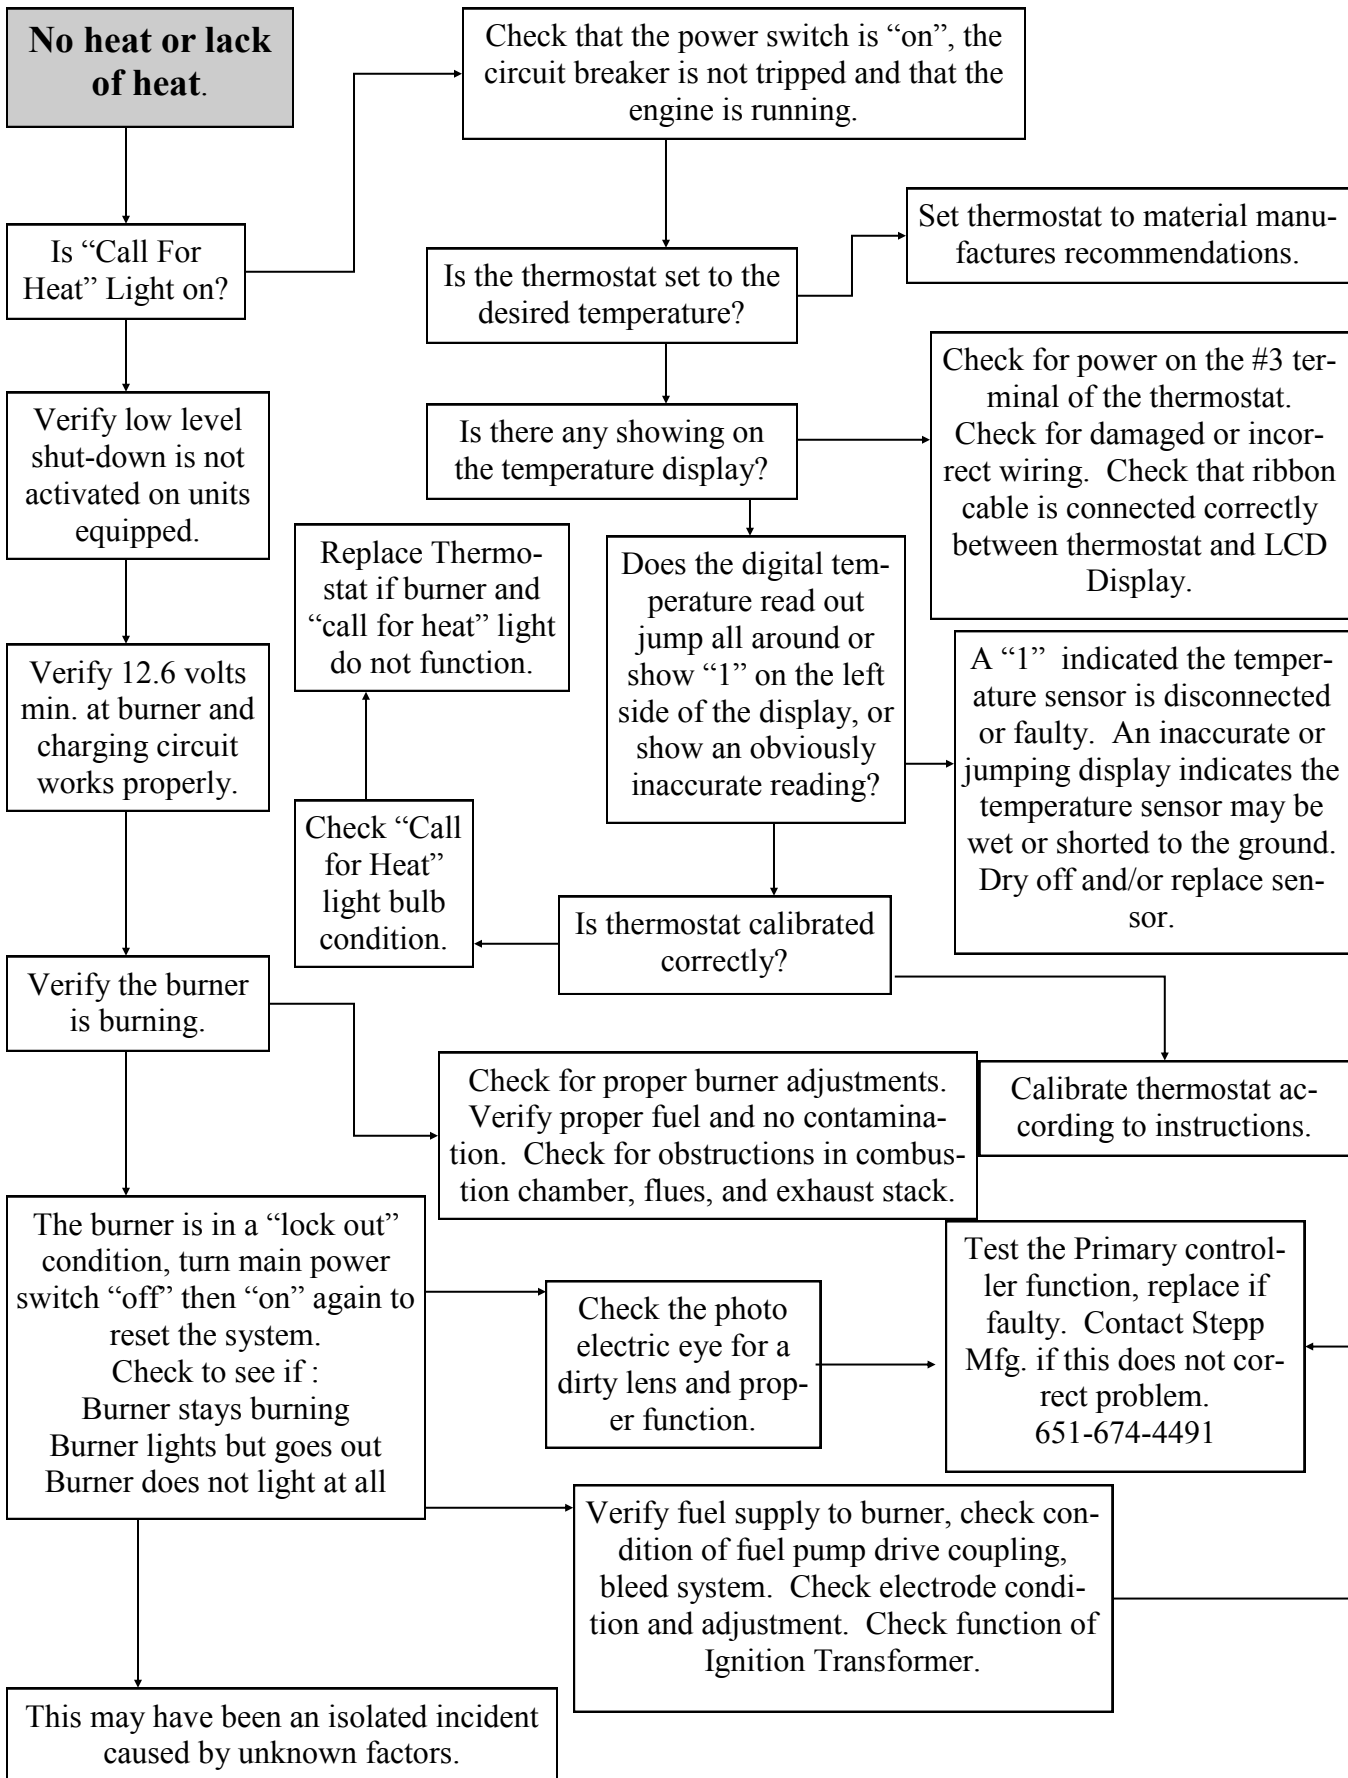 No heat or lack
of heat.
Check that the power switch is “on”, the
circuit breaker is not tripped and that the
engine is running.
Is “Call For
Heat” Light on?
Is the thermostat set to the
desired temperature?
Set thermostat to material manu-
factures recommendations.
Verify low level
shut-down is not
activated on units
equipped.
Is there any showing on
the temperature display?
Check for power on the #3 ter-
minal of the thermostat.
Check for damaged or incor-
rect wiring.  Check that ribbon
cable is connected correctly
between thermostat and LCD
Display.
Replace Thermo-
stat if burner and
“call for heat” light
do not function.
Does the digital tem-
perature read out
jump all around or
show “1” on the left
side of the display, or
show an obviously
inaccurate reading?
A “1”  indicated the temper-
ature sensor is disconnected
or faulty.  An inaccurate or
jumping display indicates the
temperature sensor may be
wet or shorted to the ground.
Dry off and/or replace sen-
sor.
Verify 12.6 volts
min. at burner and
charging circuit
works properly.
Check “Call
for Heat”
light bulb
condition.
Is thermostat calibrated
correctly?
Verify the burner
is burning.
Check for proper burner adjustments.
Verify proper fuel and no contamina-
tion.  Check for obstructions in combus-
tion chamber, flues, and exhaust stack.
Calibrate thermostat ac-
cording to instructions.
The burner is in a “lock out”
condition, turn main power
switch “off” then “on” again to
reset the system.
Check to see if :
Burner stays burning
Burner lights but goes out
Burner does not light at all
Check the photo
electric eye for a
dirty lens and prop-
er function.
Test the Primary control-
ler function, replace if
faulty.  Contact Stepp
Mfg. if this does not cor-
rect problem.
651-674-4491
Verify fuel supply to burner, check con-
dition of fuel pump drive coupling,
bleed system.  Check electrode condi-
tion and adjustment.  Check function of
Ignition Transformer.
This may have been an isolated incident
caused by unknown factors.